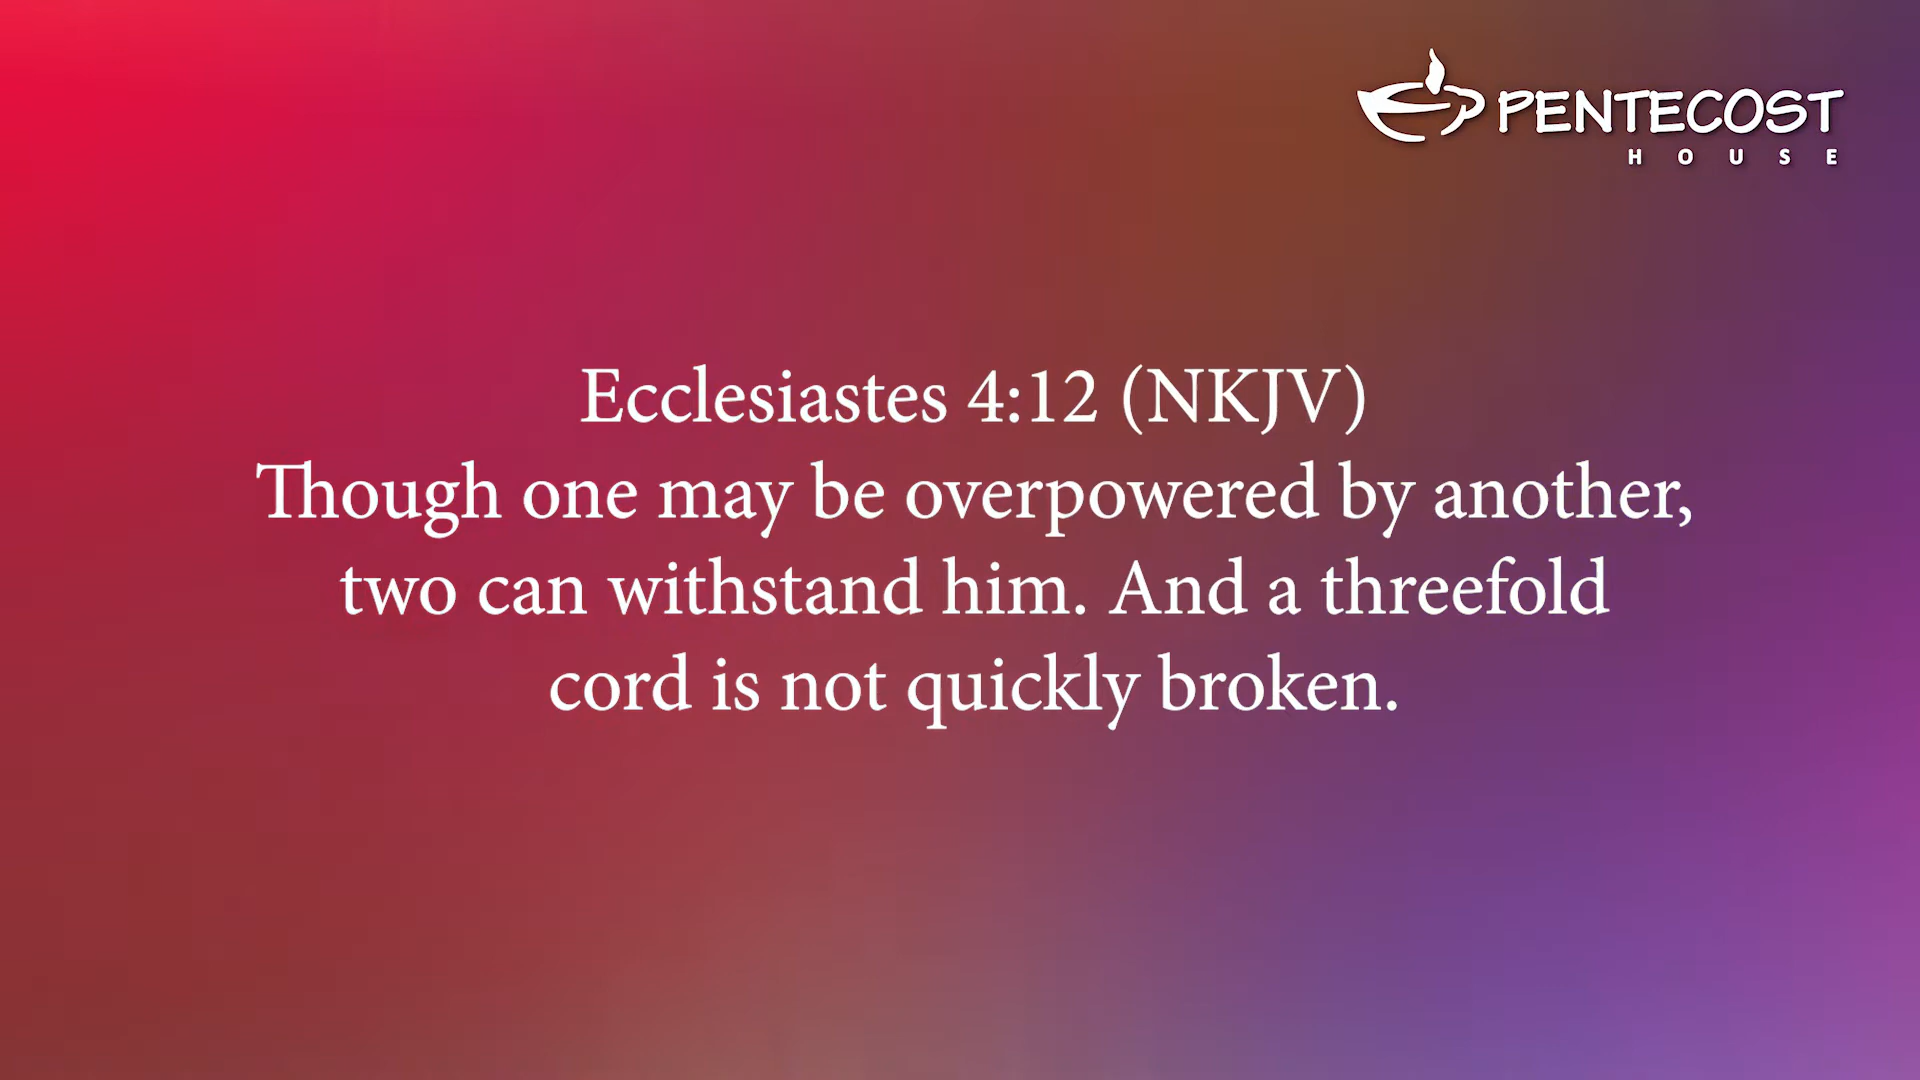 PENTECOST
HOUSE
Ecclesiastes 4:12 (NKJV)
Though one may be overpowered by another,
two can withstand him. And a threefold
cord is not quickly broken.